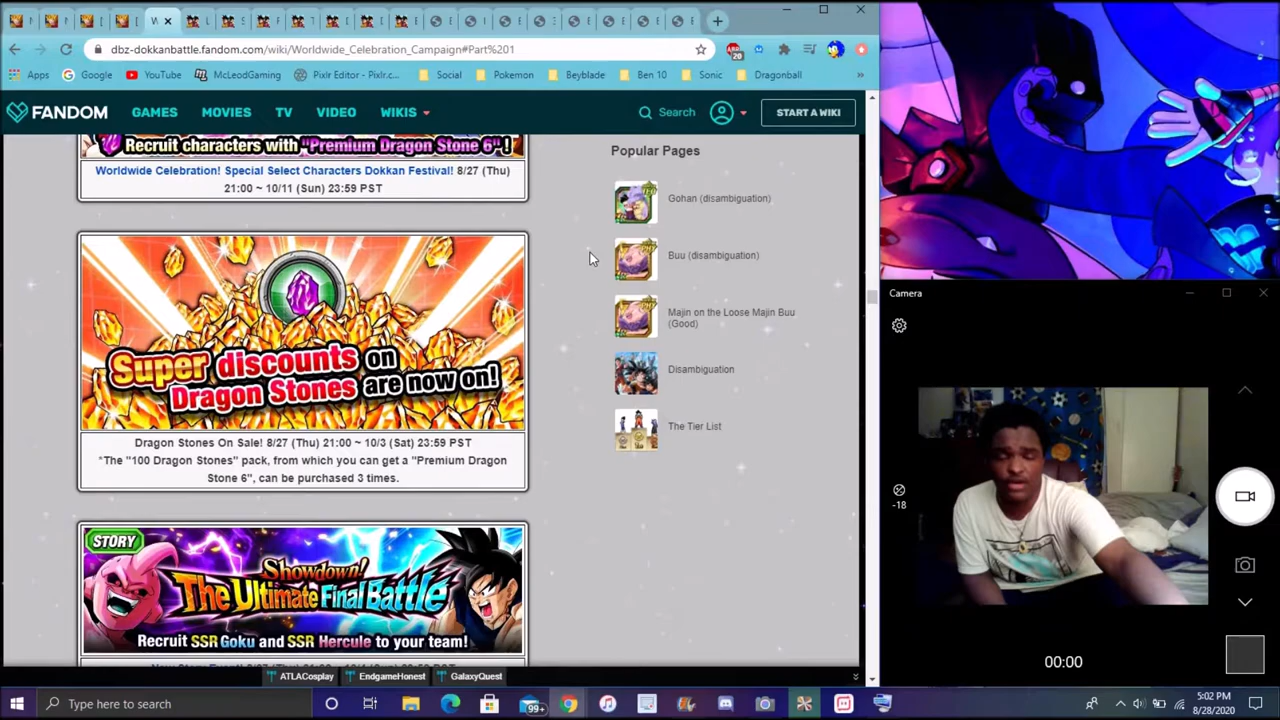 dbz-dokkanbattle.fandom.com/wiki/Worldwide_Celebration_Campaign#Part%201
ABP
20
Apps
Google
YouTube
McLeodGaming
Pixlr Editor - Pixlr.c...
Social
Pokemon
Beyblade
Ben 10
Sonic
Dragonball
FANDOM
GAMES
MOVIES
TV
VIDEO
WIKIS
Search
START A WIKI
Recruit characters with "Premium Dragon Stone 6"!
Worldwide Celebration! Special Select Characters Dokkan Festival! 8/27 (Thu)
21:00 ~ 10/11 (Sun) 23:59 PST
Super discounts on
Dragon Stones are now on!
Dragon Stones On Sale! 8/27 (Thu) 21:00 ~ 10/3 (Sat) 23:59 PST
*The "100 Dragon Stones" pack, from which you can get a "Premium Dragon
Stone 6", can be purchased 3 times.
STORY
Showdown!
The Ultimate Final Battle
Recruit SSR Goku and SSR Hercule to your team!
Popular Pages
Gohan (disambiguation)
Buu (disambiguation)
Majin on the Loose Majin Buu
(Good)
Disambiguation
The Tier List
ATLACosplay
EndgameHonest
GalaxyQuest
Camera
-18
00:00
Type here to search
99+
5:02 PM
8/28/2020